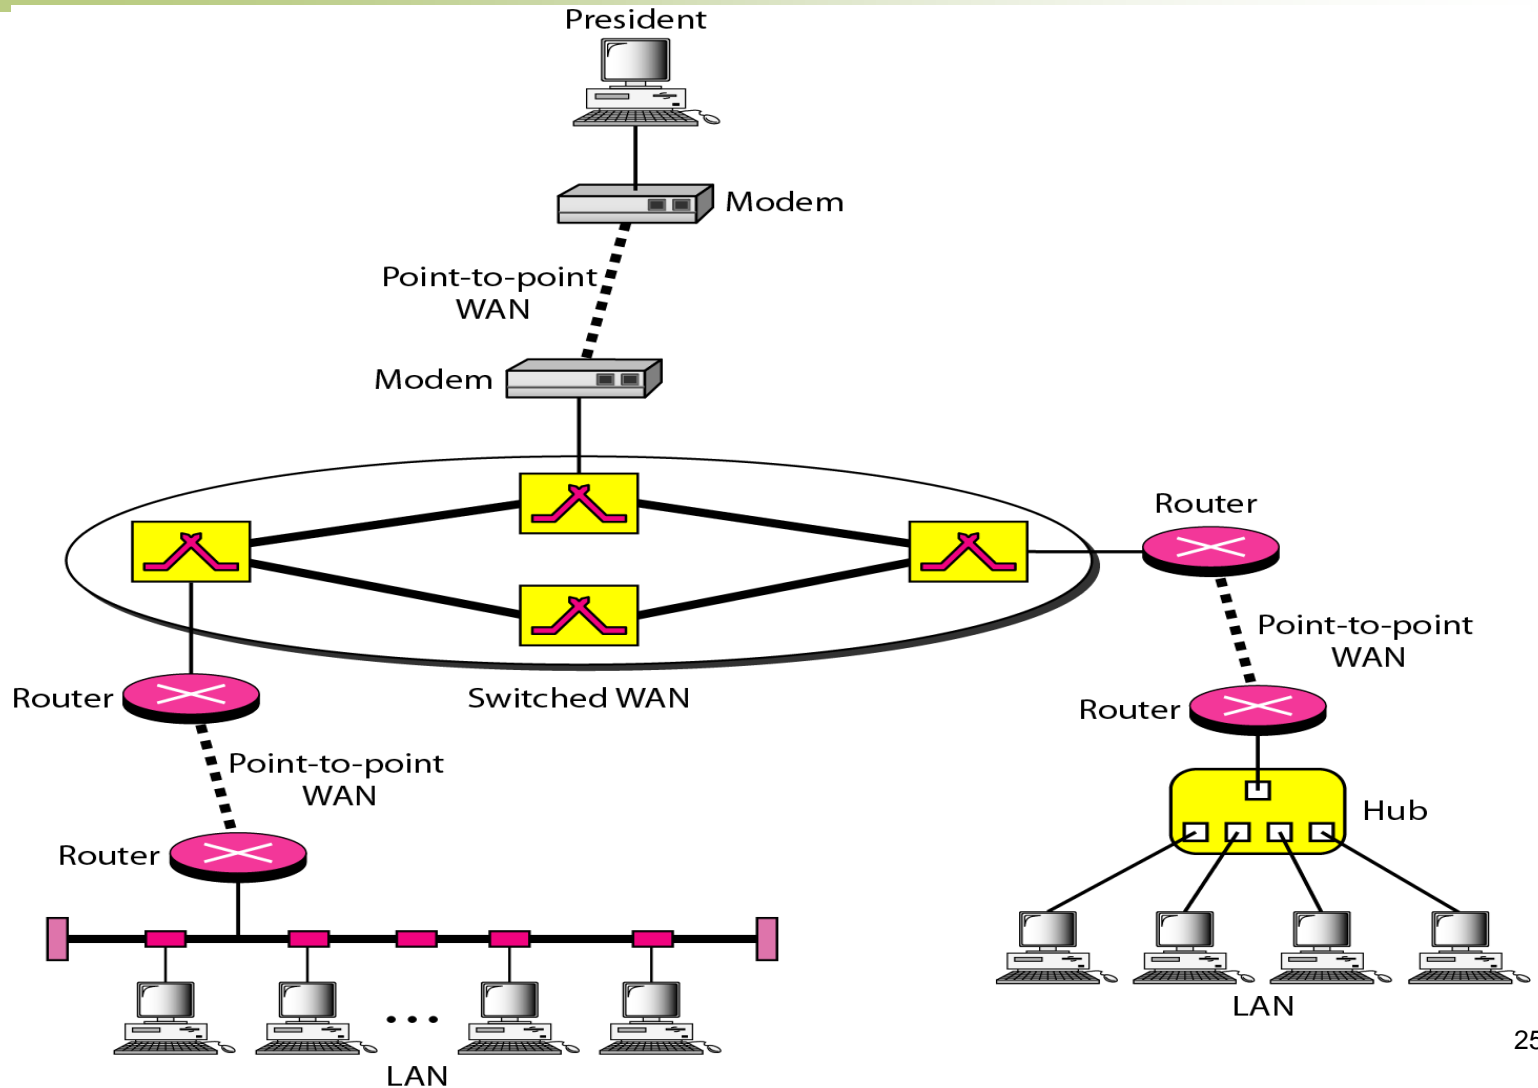 President
Modem
Point-to-point
WAN
Modem
Router
Point-to-point
WAN
Router
Switched WAN
Router
Point-to-point
WAN
Hub
Router
LAN
LAN
25